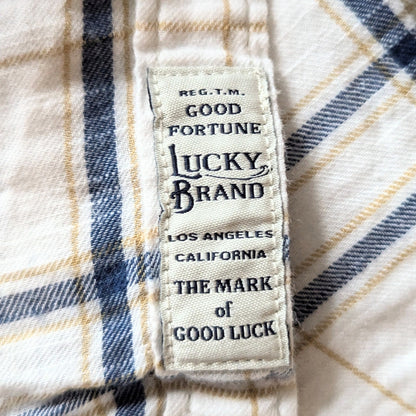 REG.T.M.
GOOD
FORTUNE
LUCKY
BRAND
LOS ANGELES
CALIFORNIA
THE MARK
of
GOOD LUCK